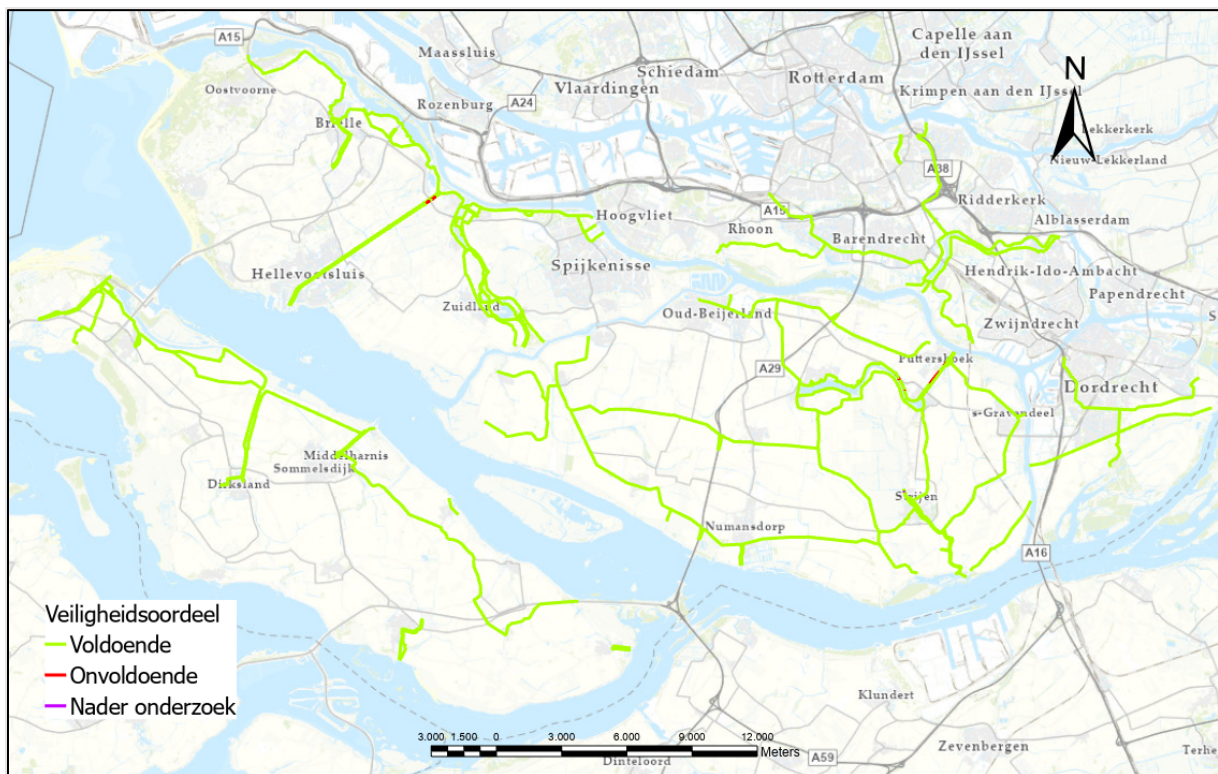 A15
Maassluis
Capelle aan
den IJssel
Schiedam
Rotterdam
Vlaardingen
Oostvoorne
Rozenburg
A24
Krimpen aan den IJssel
N
Brielle
Lekkerkerk
Nieuw-Lekkerland
A38
Ridderkerk
Hoogvliet
A15
Alblasserdam
Rhoon
Barendrecht
Hellevoetsluis
Spijkenisse
Hendrik-Ido-Ambacht
Papendrecht
Zuidland
Oud-Beijerland
Zwijndrecht
S
Puttershoek
A29
Dordrecht
's-Gravendeel
Middelharnis
Sommelsdijk
Dirksland
Strijen
Numansdorp
A16
Veiligheidsoordeel
Voldoende
Onvoldoende
Nader onderzoek
Klundert
3.000 1.500 0 3.000 6.000 9.000 12.000
Meters
Zevenbergen
Dinteloord
A59
Terhe